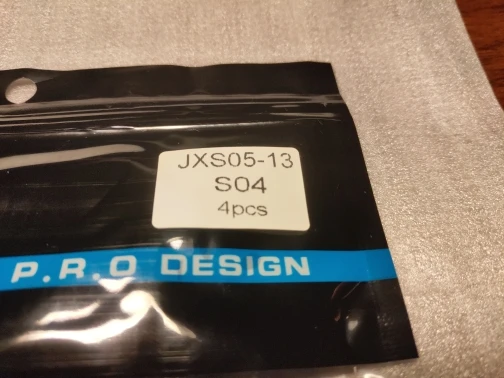 JXS05-13
S04
4pcs
P.R.O DESIGN